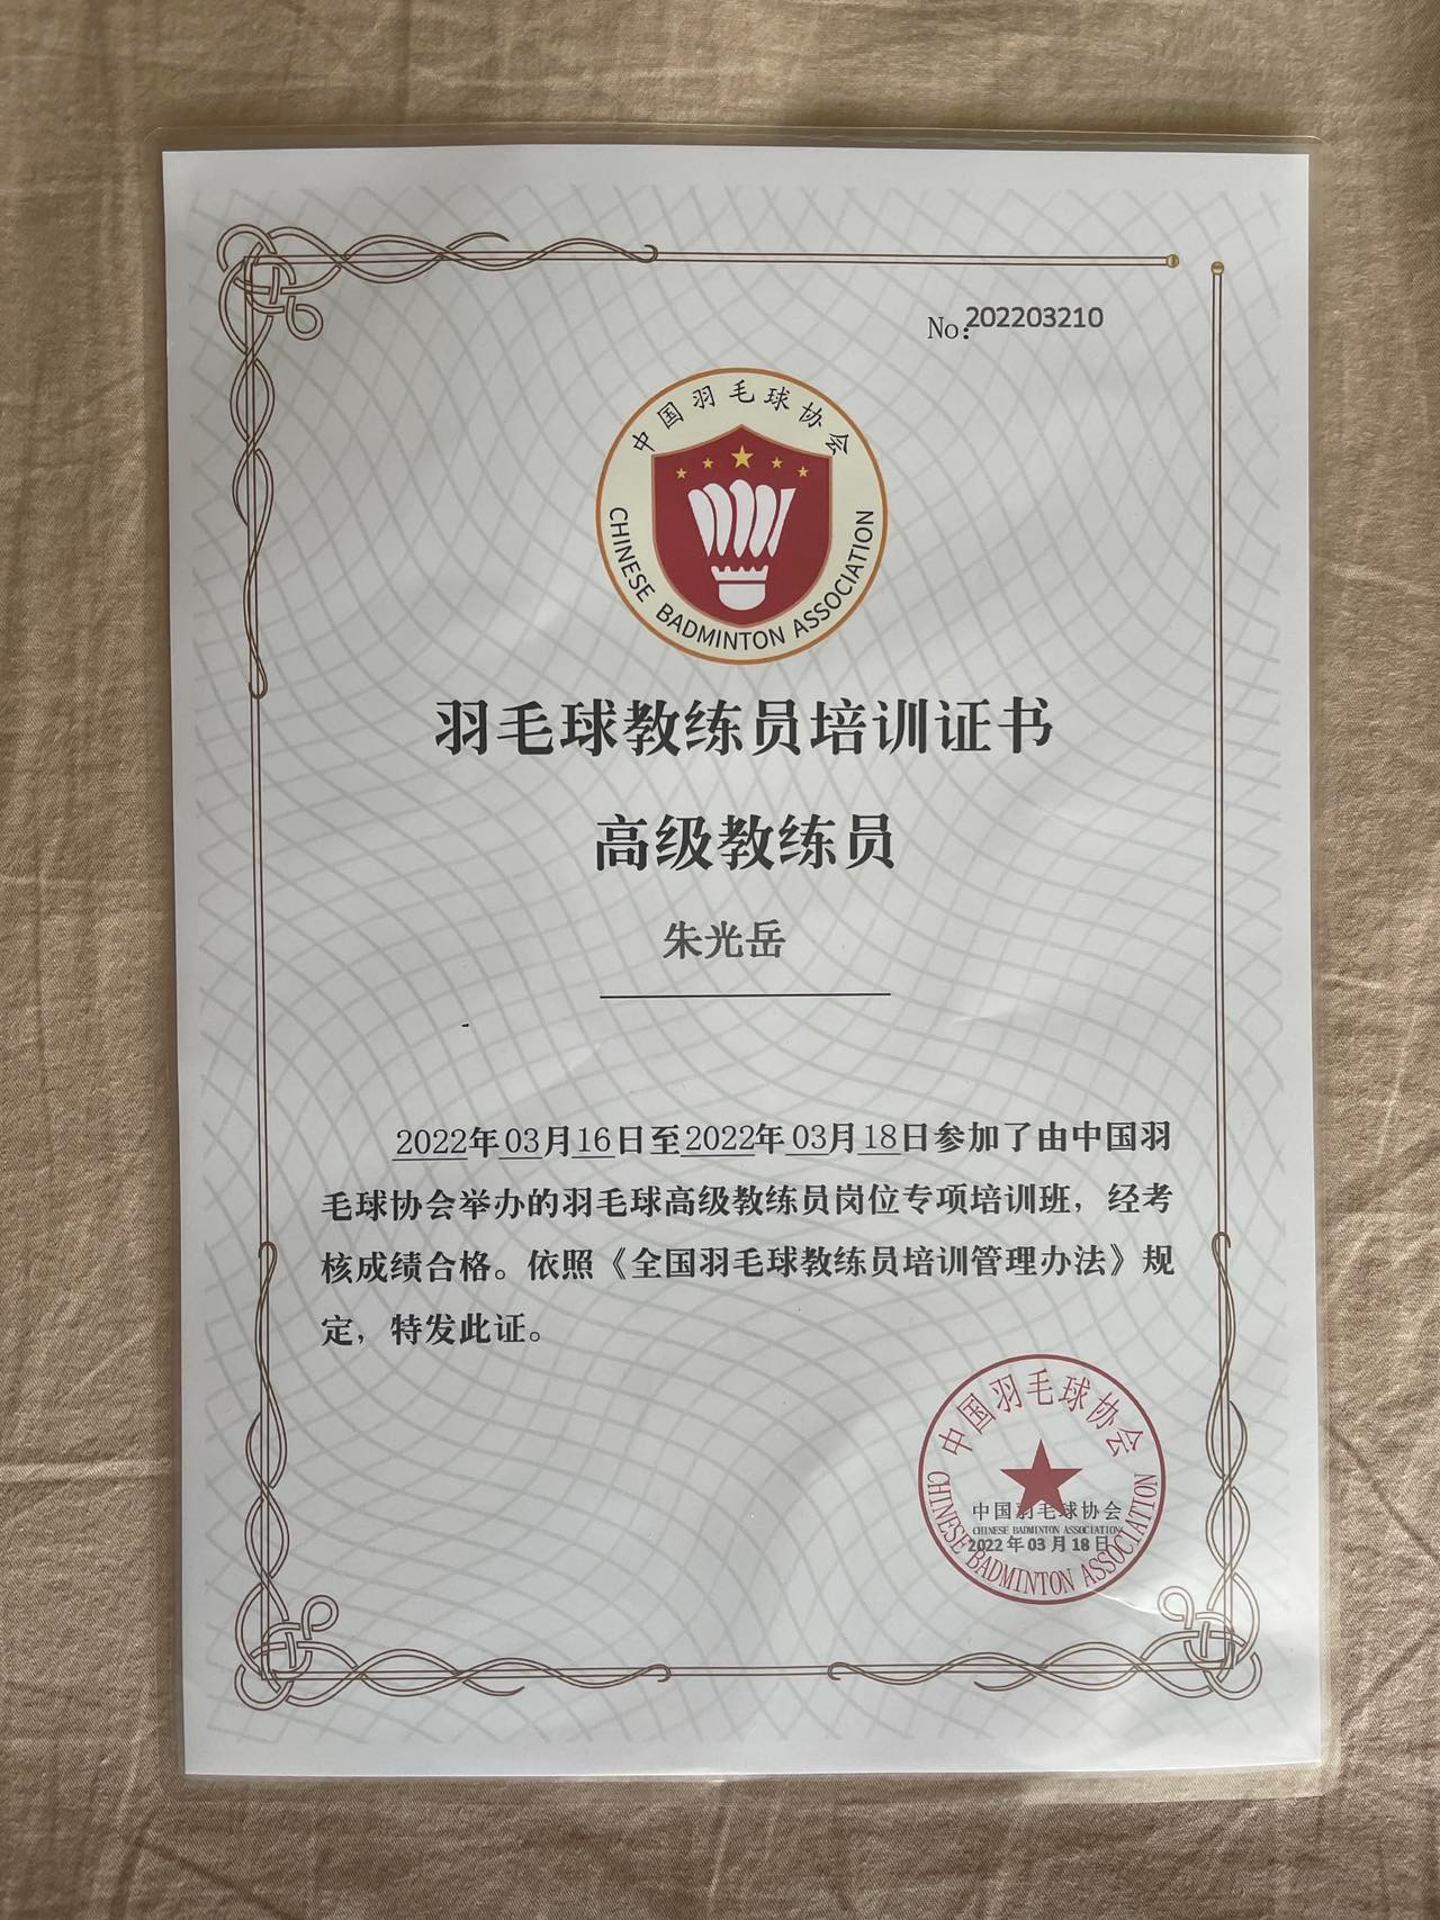 No:202203210
中国羽毛球协会
CHINESE BADMINTON ASSOCIATION
羽毛球教练员培训证书
高级教练员
朱光岳
2022年03月16日至2022年03月18日参加了由中国羽
毛球协会举办的羽毛球高级教练员岗位专项培训班，经考
核成绩合格。依照《全国羽毛球教练员培训管理办法》规
定，特发此证。
中国羽毛球协会
中国羽毛球协会
CHINESE BADMINTON ASSOCIATION
2022年03月18日
CHINESE BADMINTON ASSOCIATION